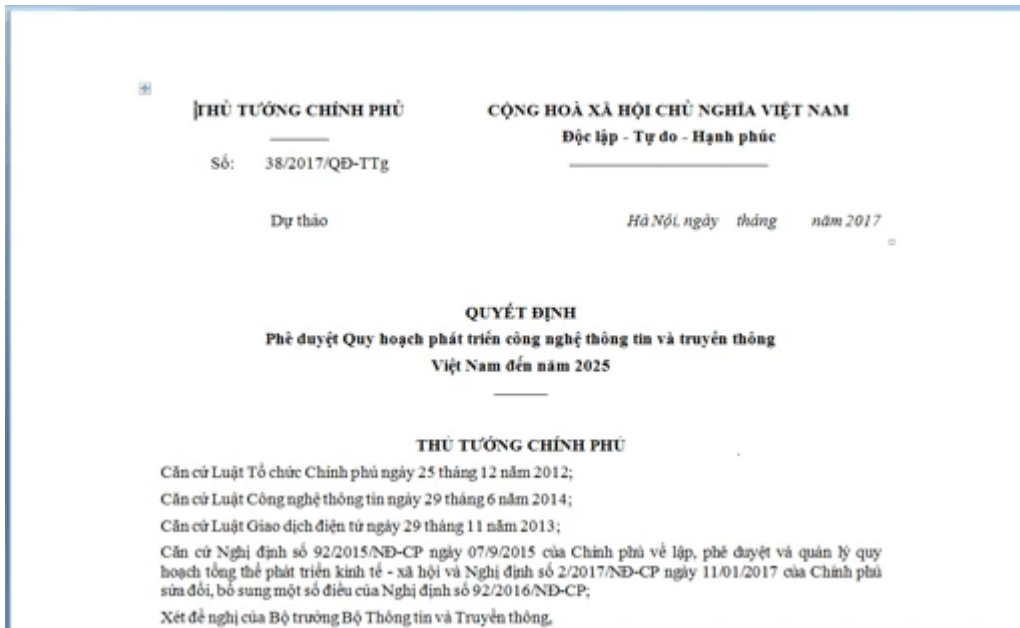 THỦ TƯỚNG CHÍNH PHỦ
CỘNG HOÀ XÃ HỘI CHỦ NGHĨA VIỆT NAM
Độc lập - Tự do - Hạnh phúc
Số: 38/2017/QĐ-TTg
Dự thảo
Hà Nội, ngày tháng năm 2017
QUYẾT ĐỊNH
Phê duyệt Quy hoạch phát triển công nghệ thông tin và truyền thông
Việt Nam đến năm 2025
THỦ TƯỚNG CHÍNH PHỦ
Căn cứ Luật Tổ chức Chính phủ ngày 25 tháng 12 năm 2012;
Căn cứ Luật Công nghệ thông tin ngày 29 tháng 6 năm 2014;
Căn cứ Luật Giao dịch điện tử ngày 29 tháng 11 năm 2013;
Căn cứ Nghị định số 92/2015/NĐ-CP ngày 07/9/2015 của Chính phủ về lập, phê duyệt và quản lý quy
hoạch tổng thể phát triển kinh tế - xã hội và Nghị định số 2/2017/NĐ-CP ngày 11/01/2017 của Chính phủ
sửa đổi, bổ sung một số điều của Nghị định số 92/2016/NĐ-CP;
Xét đề nghị của Bộ trưởng Bộ Thông tin và Truyền thông,